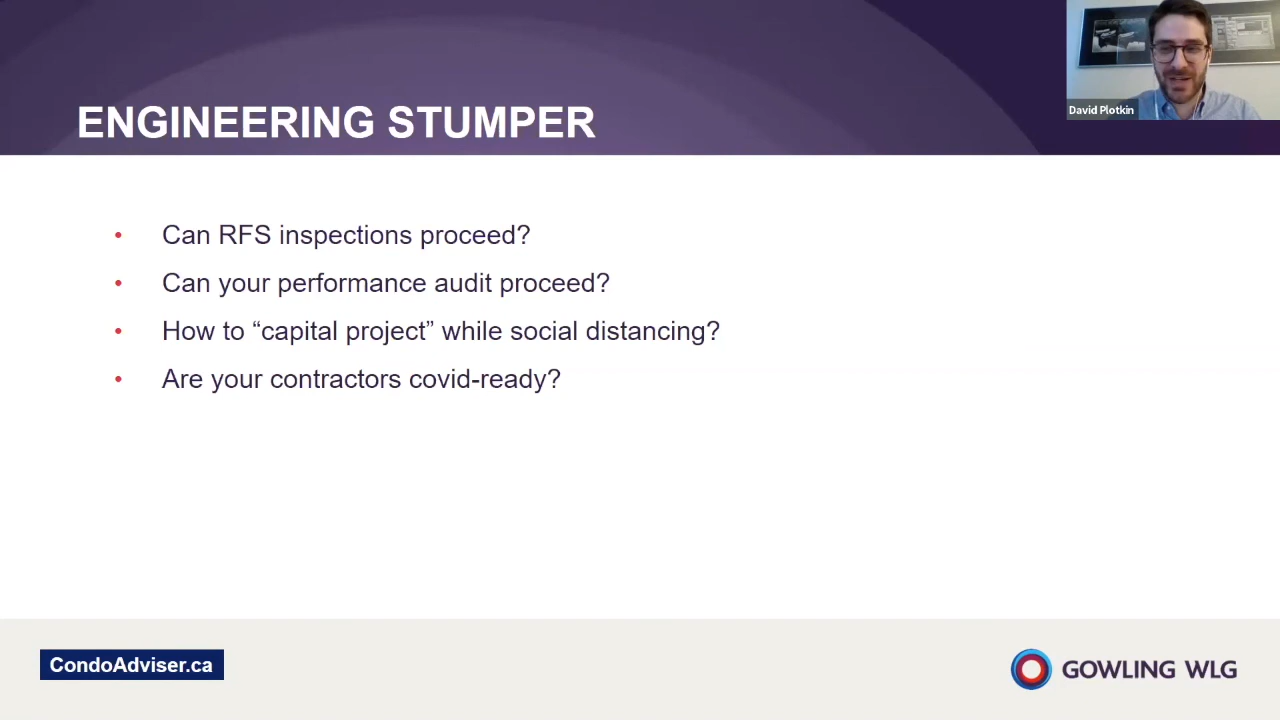 ENGINEERING STUMPER
David Plotkin
• Can RFS inspections proceed?
• Can your performance audit proceed?
• How to “capital project” while social distancing?
• Are your contractors covid-ready?
CondoAdviser.ca
GOWLING WLG